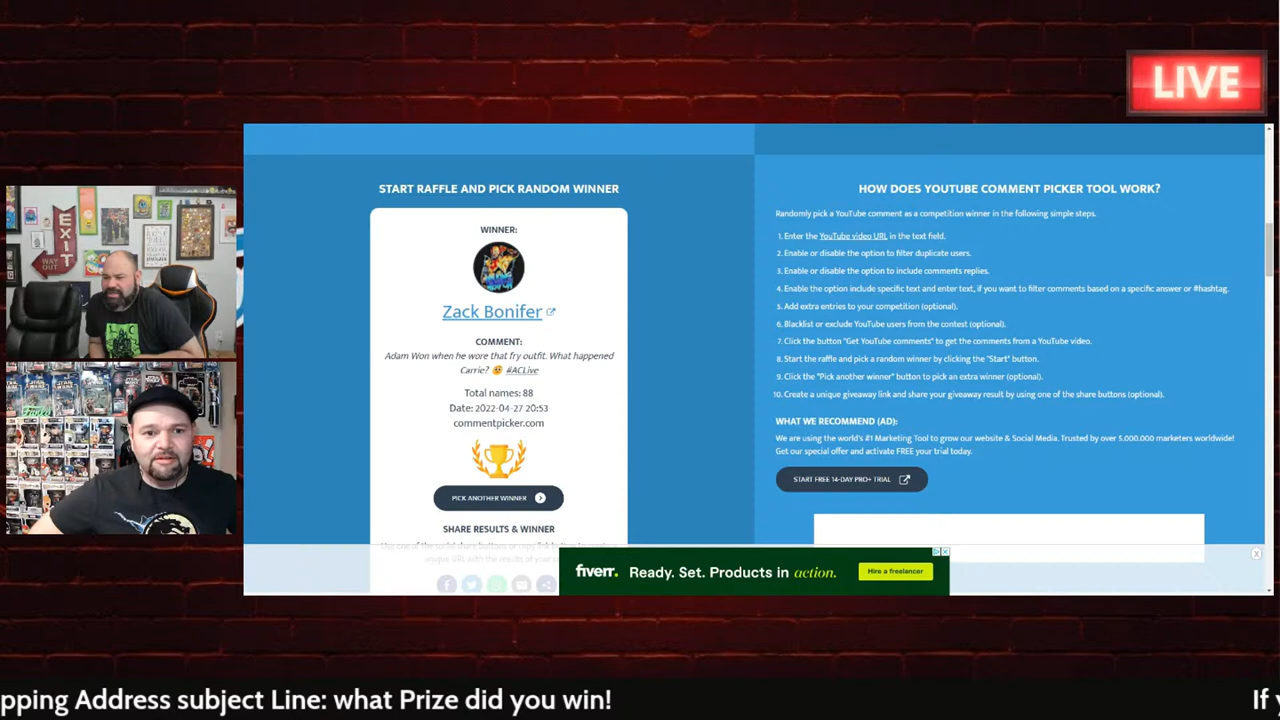 LIVE
EXIT
WAY OUT
START RAFFLE AND PICK RANDOM WINNER
WINNER:
Zack Bonifer
COMMENT:
Adam Won when he wore that fry outfit. What happened
Carrie? 😕 #ACLive
Total names: 88
Date: 2022-04-27 20:53
commentpicker.com
PICK ANOTHER WINNER
SHARE RESULTS & WINNER
HOW DOES YOUTUBE COMMENT PICKER TOOL WORK?
Randomly pick a YouTube comment as a competition winner in the following simple steps.
1. Enter the YouTube video URL in the text field.
2. Enable or disable the option to filter duplicate users.
3. Enable or disable the option to include comments replies.
4. Enable the option include specific text and enter text, if you want to filter comments based on a specific answer or #hashtag.
5. Add extra entries to your competition (optional).
6. Blacklist or exclude YouTube users from the contest (optional).
7. Click the button "Get YouTube comments" to get the comments from a YouTube video.
8. Start the raffle and pick a random winner by clicking the "Start" button.
9. Click the "Pick another winner" button to pick an extra winner (optional).
10. Create a unique giveaway link and share your giveaway result by using one of the share buttons (optional).
WHAT WE RECOMMEND (AD):
We are using the world's #1 Marketing Tool to grow our website & Social Media. Trusted by over 5.000.000 marketers worldwide!
Get our special offer and activate FREE your trial today.
START FREE 14-DAY PRO+ TRIAL
fiverr. Ready. Set. Products in action. Hire a freelancer
pping Address subject Line: what Prize did you win! If y